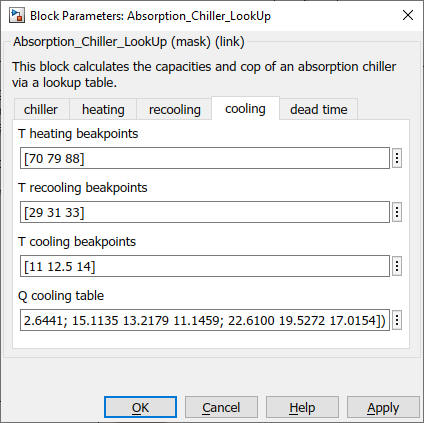 Block Parameters: Absorption_Chiller_LookUp
Absorption_Chiller_LookUp (mask) (link)
This block calculates the capacities and cop of an absorption chiller
via a lookup table.
chiller heating recooling cooling dead time
T heating beakpoints
[70 79 88]
T recooling beakpoints
[29 31 33]
T cooling beakpoints
[11 12.5 14]
Q cooling table
2.6441; 15.1135 13.2179 11.1459; 22.6100 19.5272 17.0154])
OK Cancel Help Apply